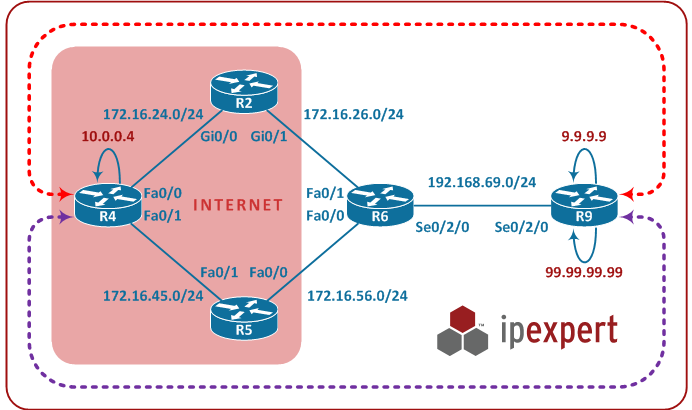 R2
172.16.24.0/24
172.16.26.0/24
10.0.0.4
Gi0/0
Gi0/1
9.9.9.9
192.168.69.0/24
Fa0/0
Fa0/1
R4
INTERNET
Fa0/1
Fa0/0
R6
R9
Se0/2/0
Se0/2/0
Fa0/1
Fa0/0
99.99.99.99
172.16.45.0/24
172.16.56.0/24
R5
ipexpert
TM